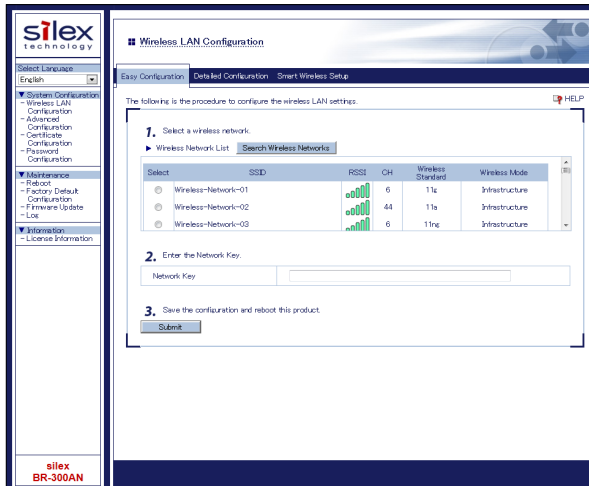 silex
technology
Select Language
English
▼ System Configuration
- Wireless LAN
Configuration
- Advanced
Configuration
- Certificate
Configuration
- Password
Configuration
▼ Maintenance
- Reboot
- Factory Default
Configuration
- Firmware Update
- Log
▼ Information
- License Information
silex
BR-300AN
Wireless LAN Configuration
Easy Configuration Detailed Configuration Smart Wireless Setup
The following is the procedure to configure the wireless LAN settings.
HELP
1. Select a wireless network.
▶ Wireless Network List Search Wireless Networks
Select SSID RSSI CH Wireless Standard Wireless Mode
Wireless-Network-01 6 11g Infrastructure
Wireless-Network-02 44 11a Infrastructure
Wireless-Network-03 6 11ng Infrastructure
2. Enter the Network Key.
Network Key
3. Save the configuration and reboot this product.
Submit